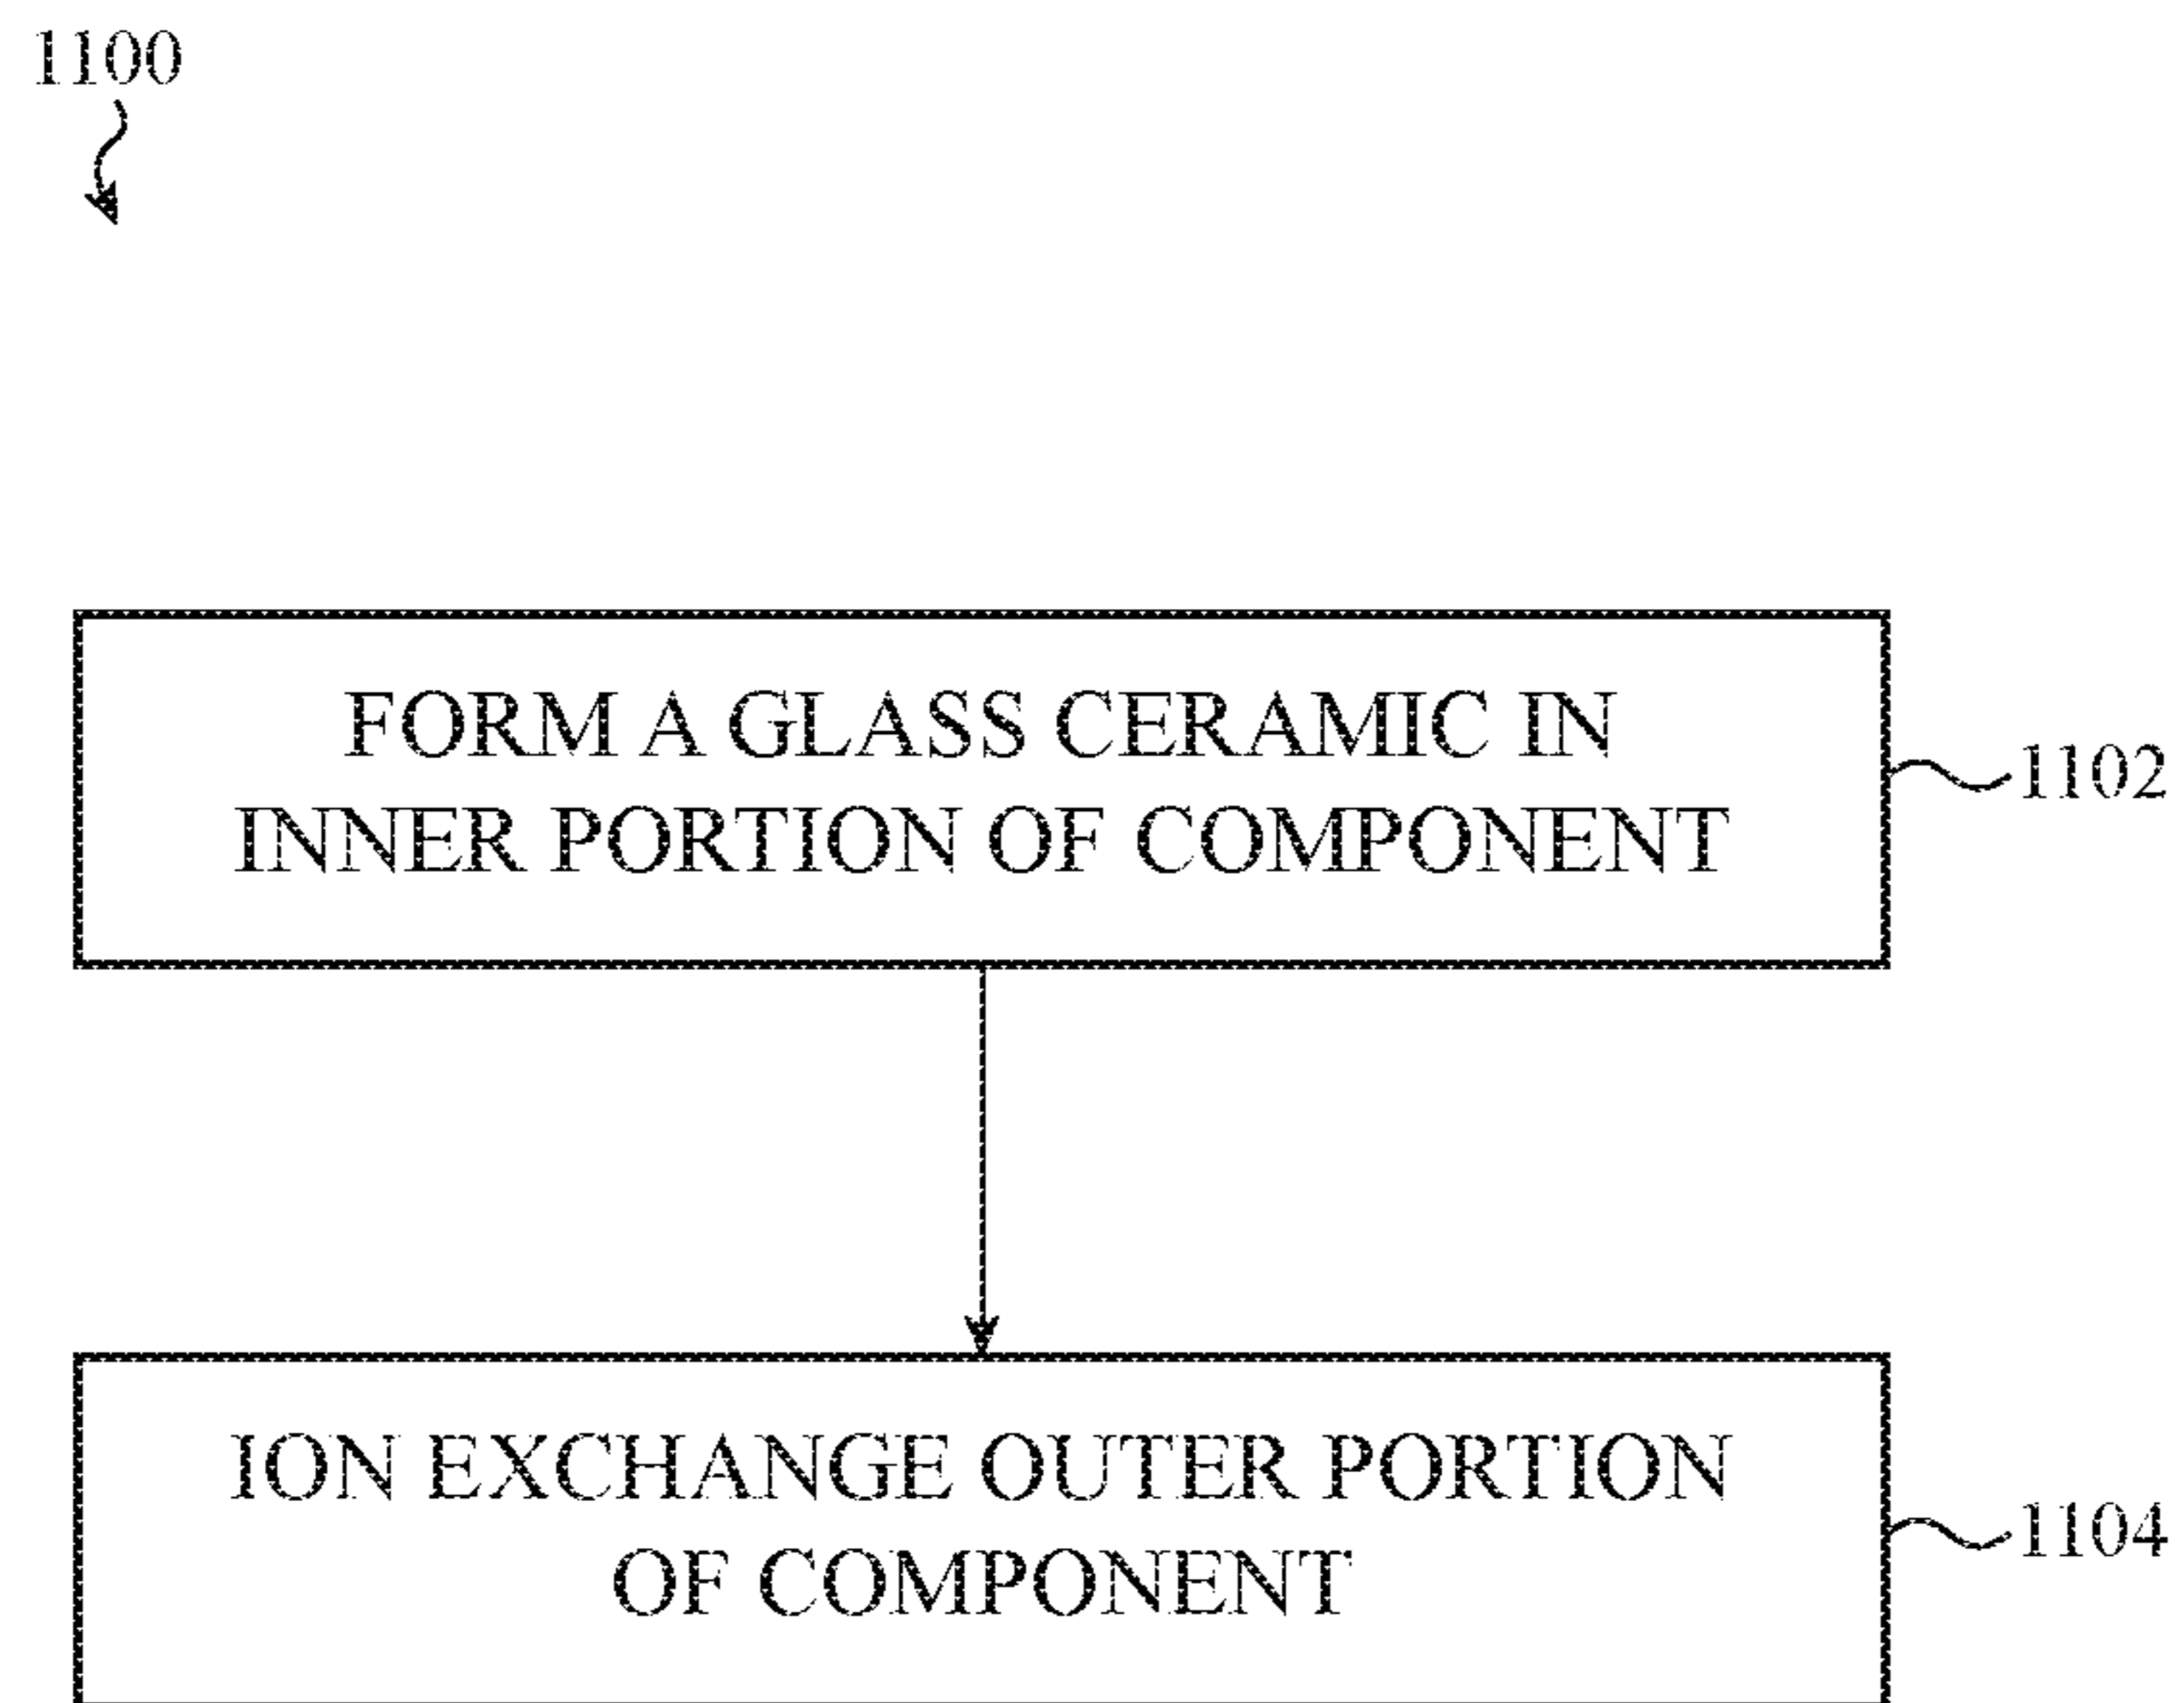 1100
FORM A GLASS CERAMIC IN
INNER PORTION OF COMPONENT
1102
ION EXCHANGE OUTER PORTION
OF COMPONENT
1104